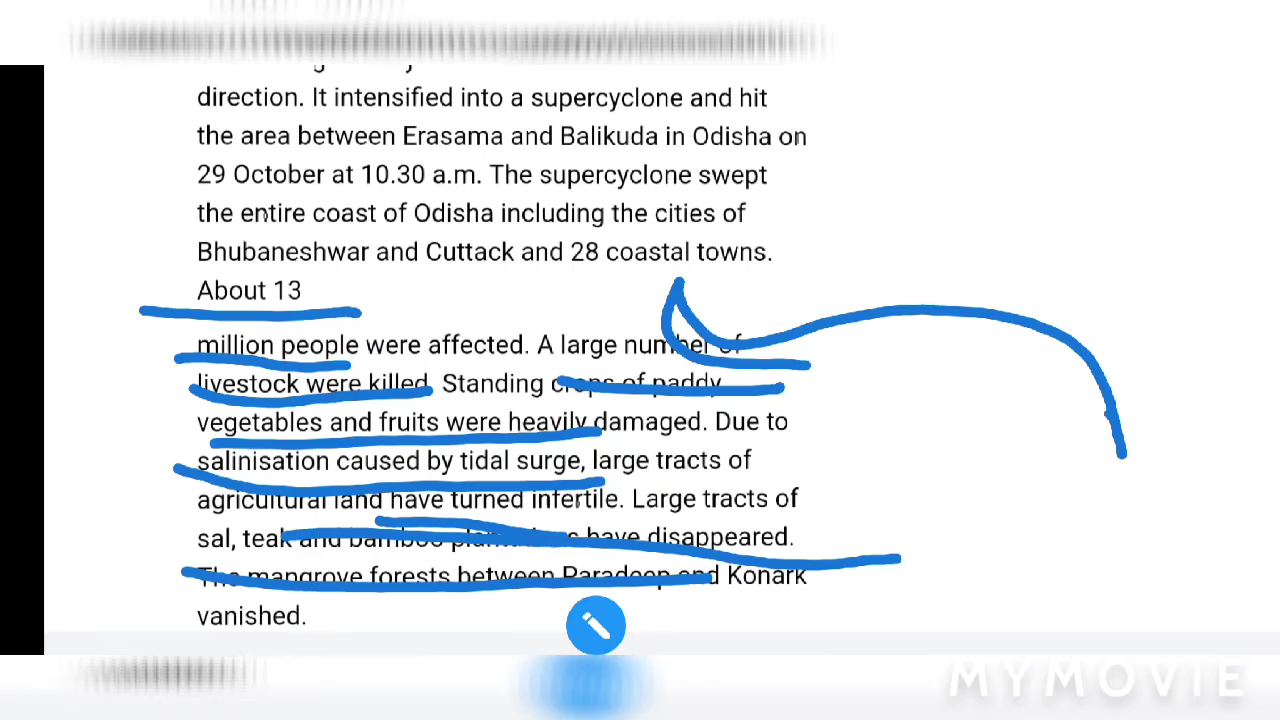 direction. It intensified into a supercyclone and hit
the area between Erasama and Balikuda in Odisha on
29 October at 10.30 a.m. The supercyclone swept
the entire coast of Odisha including the cities of
Bhubaneshwar and Cuttack and 28 coastal towns.
About 13
million people were affected. A large number of
livestock were killed. Standing crops of paddy
vegetables and fruits were heavily damaged. Due to
salinisation caused by tidal surge, large tracts of
agricultural land have turned infertile. Large tracts of
sal, teak and bamboo plantations have disappeared.
The mangrove forests between Paradeep and Konark
vanished.
MYMOVIE